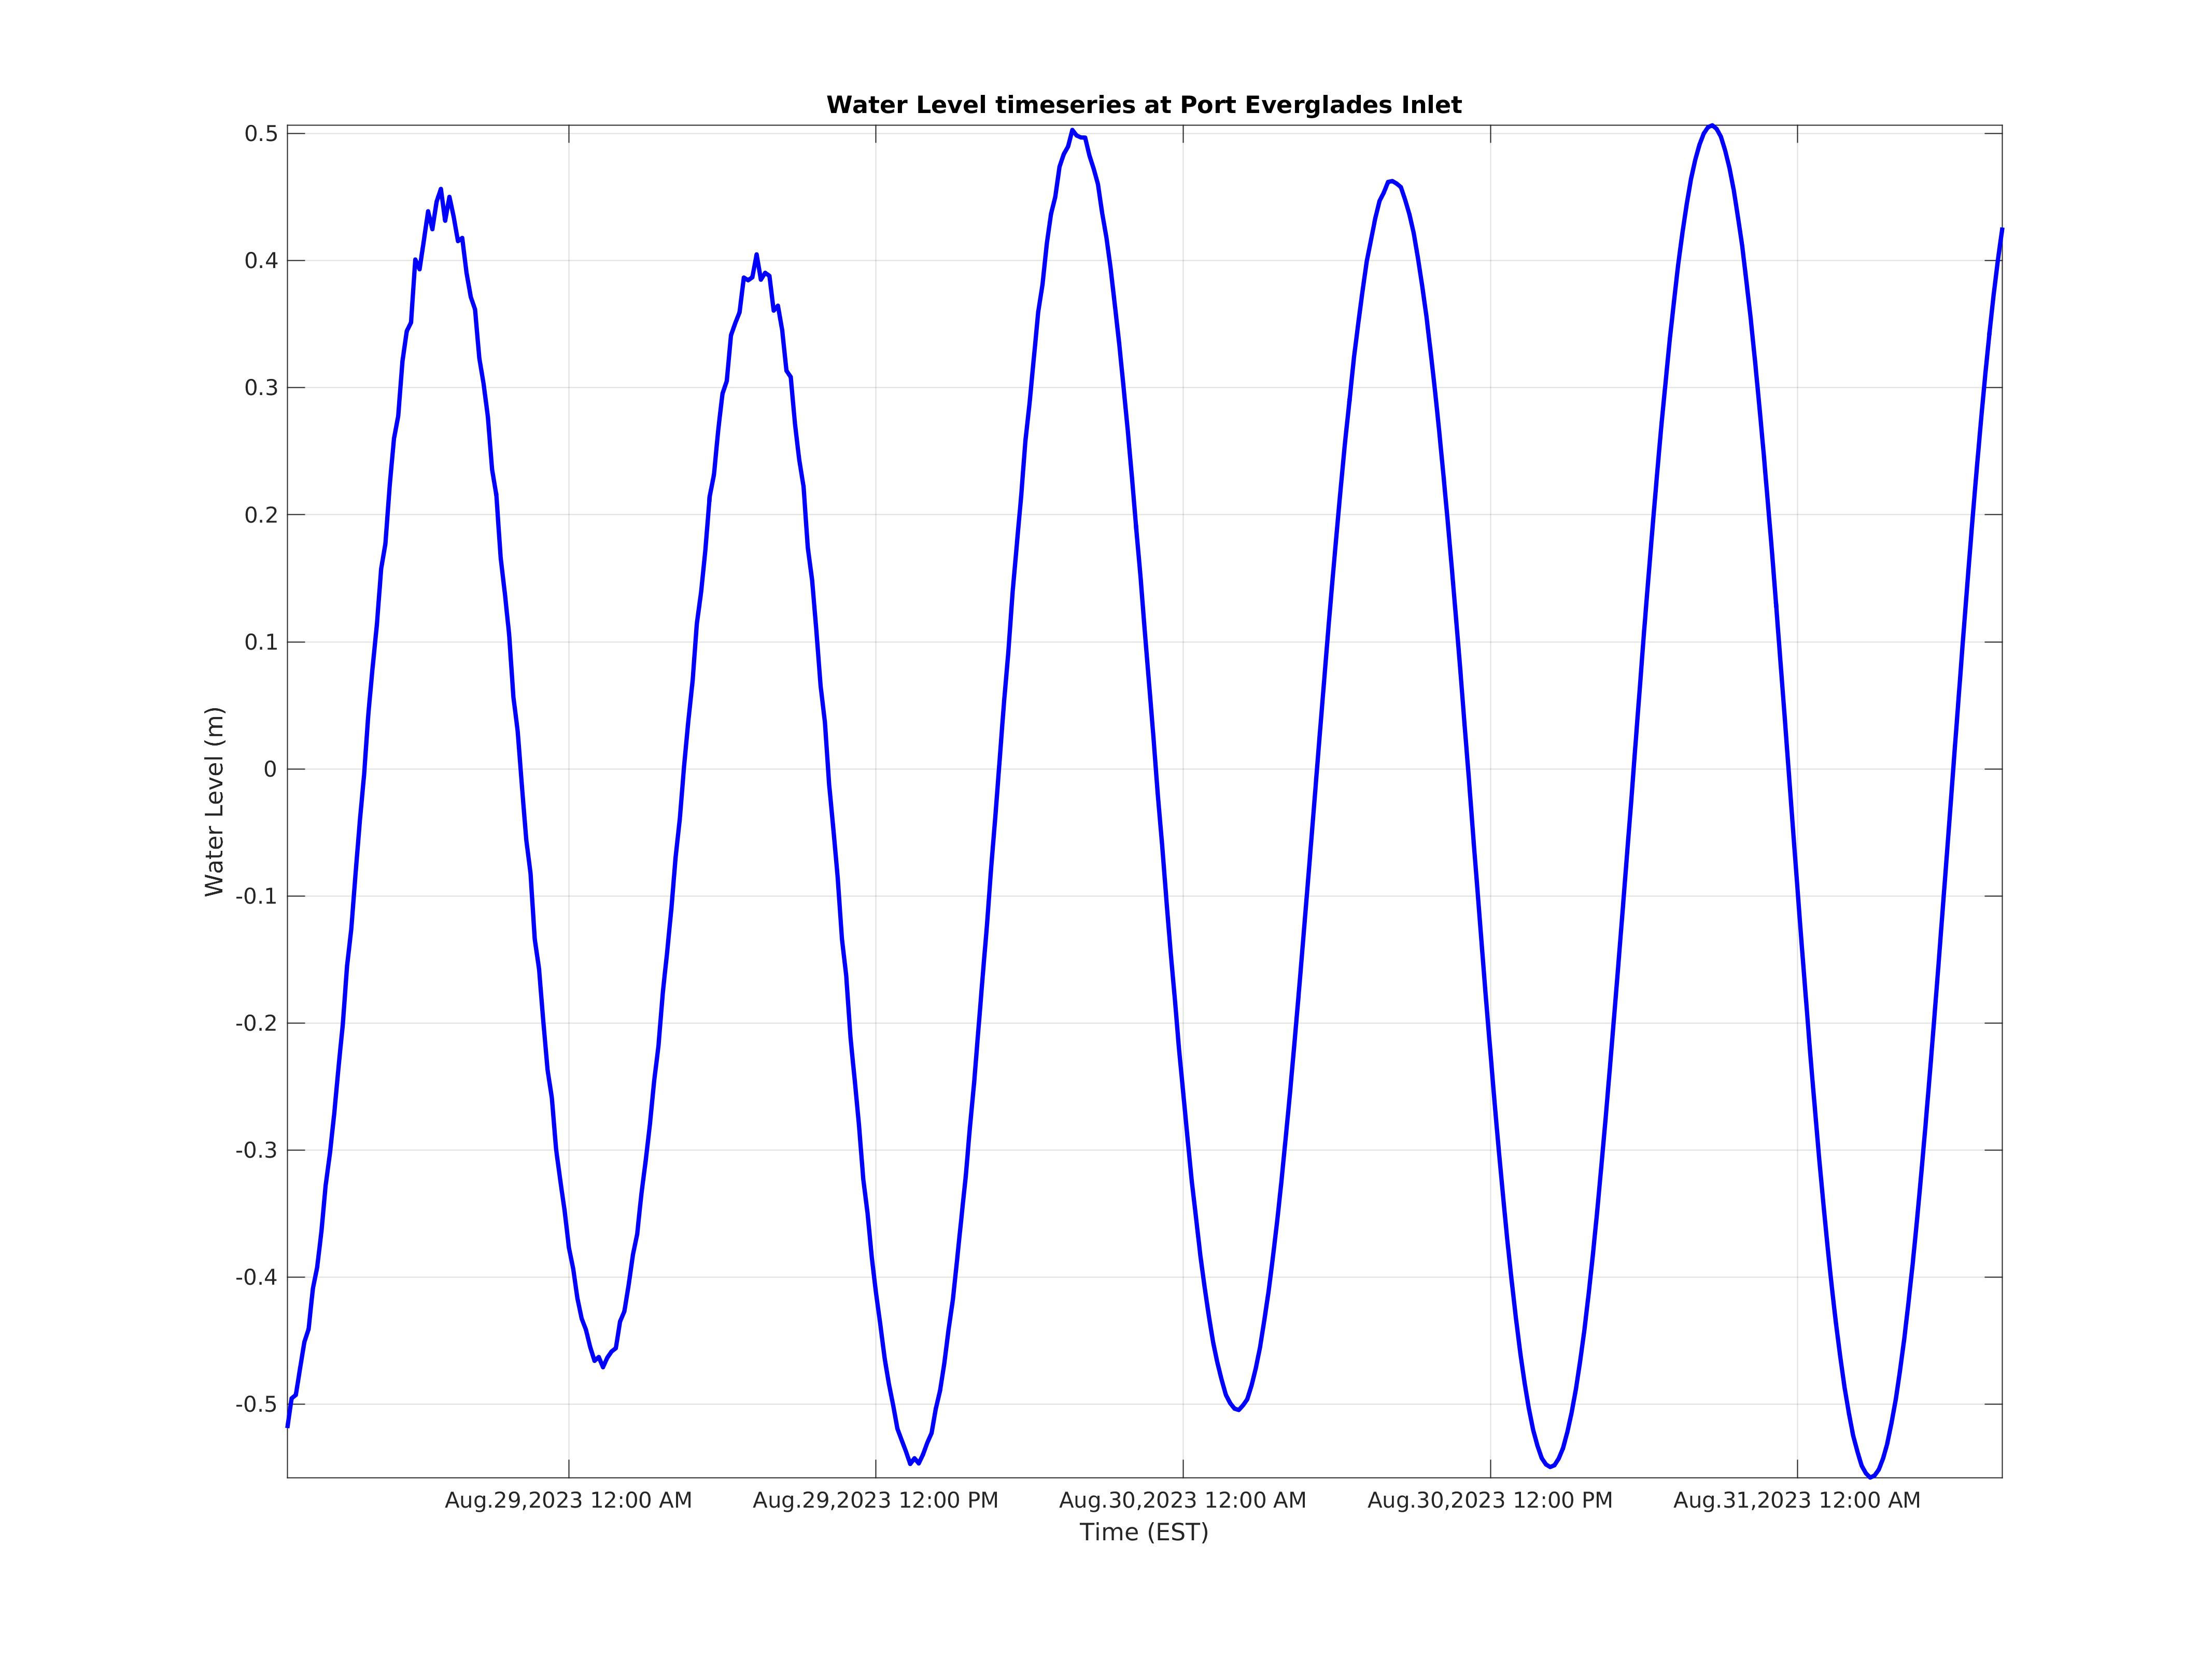 Water Level timeseries at Port Everglades Inlet
0.5
0.4
0.3
0.2
0.1
0
-0.1
-0.2
-0.3
-0.4
-0.5
Water Level (m)
Aug.29,2023 12:00 AM
Aug.29,2023 12:00 PM
Aug.30,2023 12:00 AM
Aug.30,2023 12:00 PM
Aug.31,2023 12:00 AM
Time (EST)